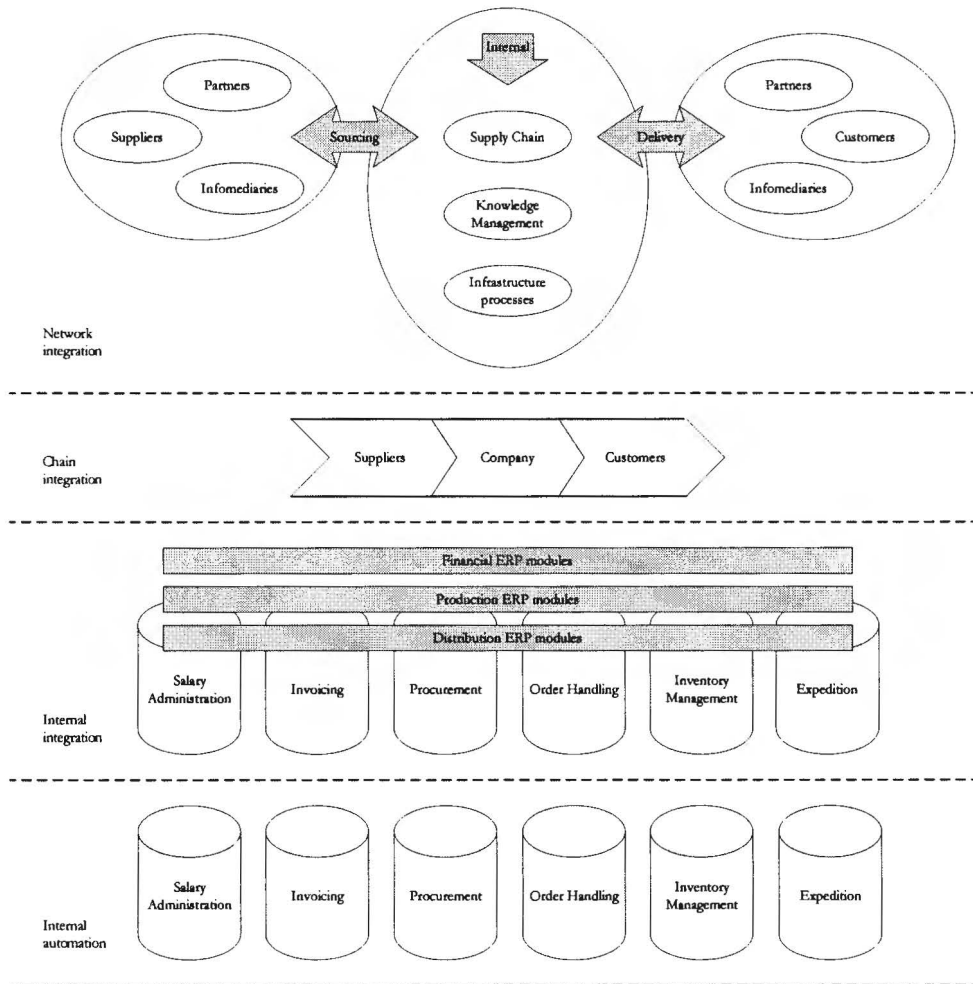 Internal
Partners
Suppliers
Infomediaries
Sourcing
Supply Chain
Knowledge
Management
Infrastructure
processes
Delivery
Partners
Customers
Infomediaries
Network
integration
Chain
integration
Suppliers
Company
Customers
Financial ERP modules
Production ERP modules
Distribution ERP modules
Salary
Administration
Invoicing
Procurement
Order Handling
Inventory
Management
Expedition
Internal
integration
Salary
Administration
Invoicing
Procurement
Order Handling
Inventory
Management
Expedition
Internal
automation